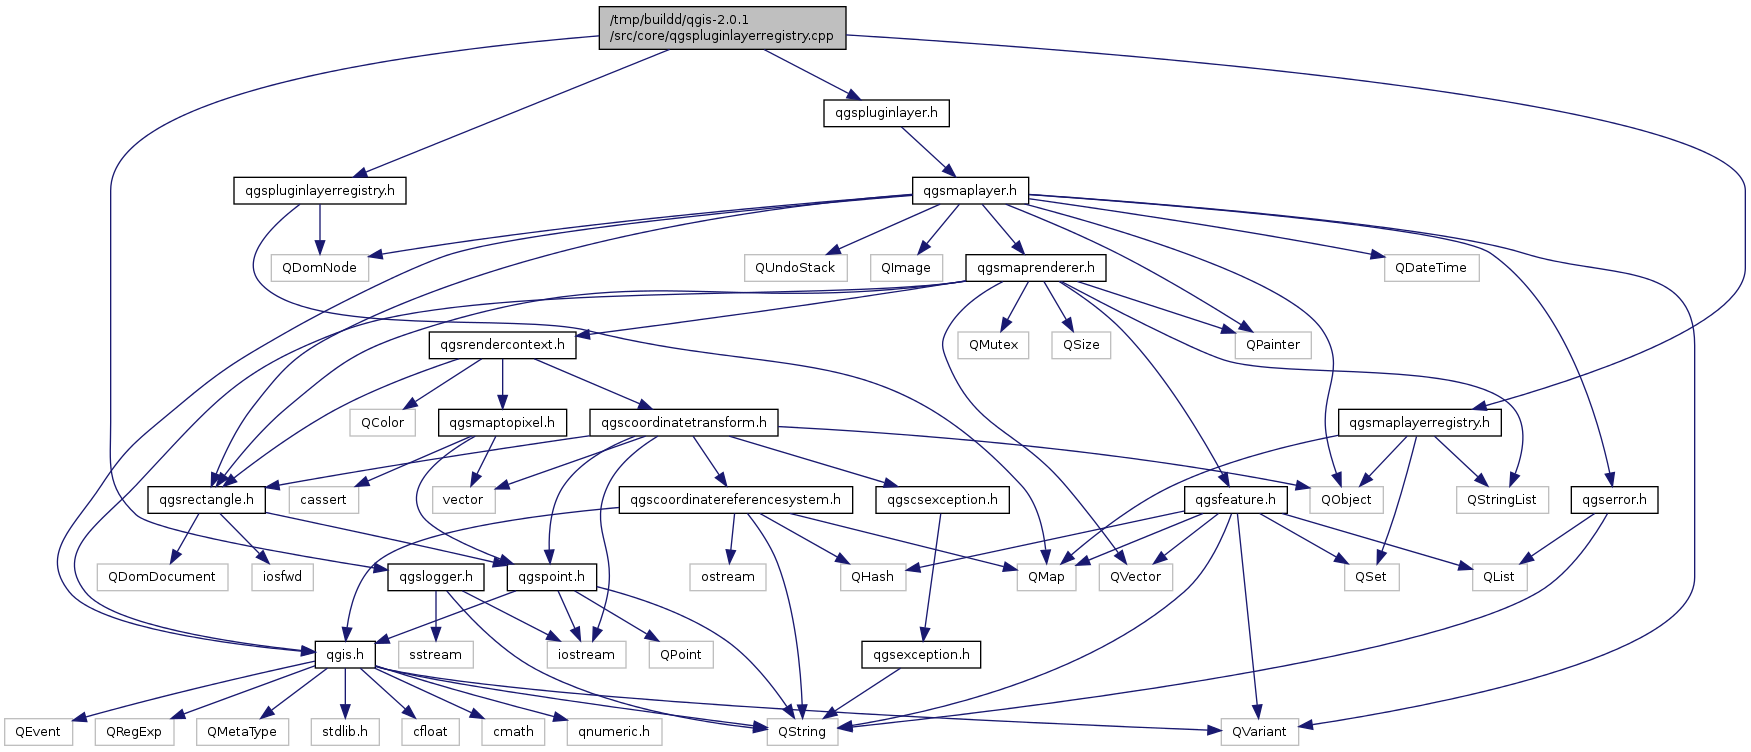 /tmp/buildd/qgis-2.0.1
/src/core/qgspluginlayerregistry.cpp
qgspluginlayer.h
qgspluginlayerregistry.h
qgsmaplayer.h
QDomNode
QUndoStack
QImage
qgsmaprenderer.h
QDateTime
qgsrendercontext.h
QMutex
QSize
QPainter
QColor
qgsmaptopixel.h
qgscoordinatetransform.h
qgsmaplayerregistry.h
qgsrectangle.h
cassert
vector
qgscoordinatereferencesystem.h
qgscsexception.h
qgsfeature.h
QObject
QStringList
qgserror.h
QDomDocument
iosfwd
qgslogger.h
qgspoint.h
ostream
QHash
QMap
QVector
QSet
QList
qgis.h
sstream
iostream
QPoint
qgsexception.h
QEvent
QRegExp
QMetaType
stdlib.h
cfloat
cmath
qnumeric.h
QString
QVariant